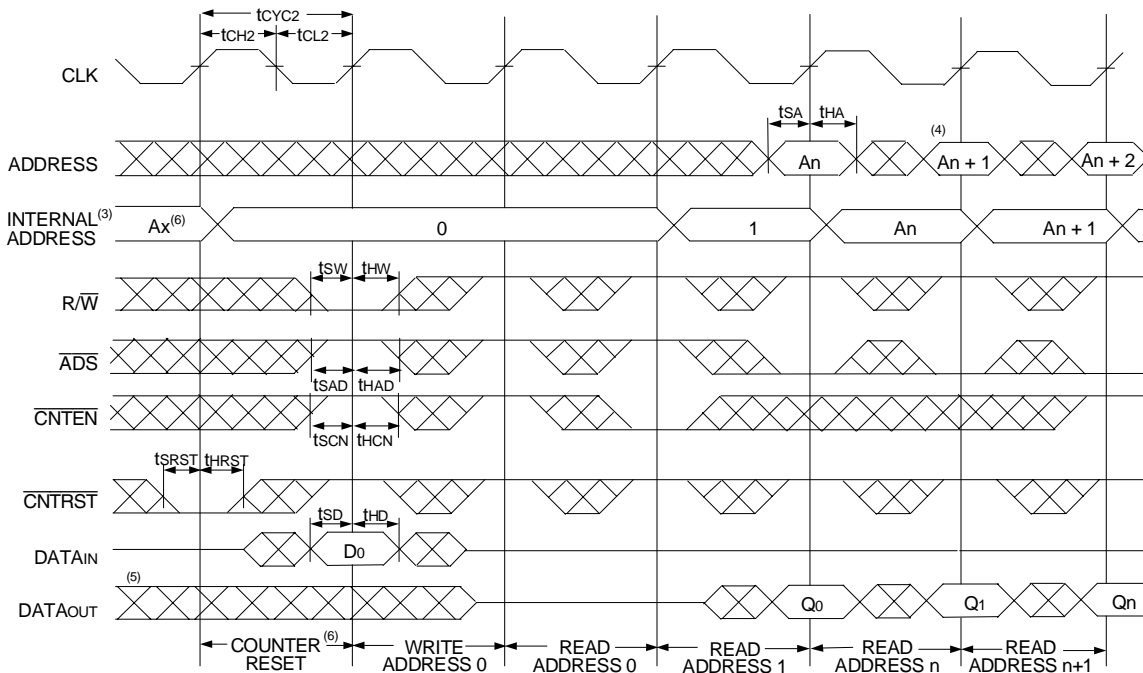 tCYC2
tCH2 tCL2
CLK
tSA tHA
(4)
ADDRESS An An + 1 An + 2
INTERNAL(3)
ADDRESS Ax(6) 0 1 An An + 1
tSW tHW
R/W̅
A̅D̅S̅
tSAD tHAD
C̅N̅T̅E̅N̅
tSCN tHCN
tSRST tHRST
C̅N̅T̅R̅S̅T̅
tSD tHD
DATAIN D0
(5)
DATAOUT Q0 Q1 Qn
COUNTER(6) WRITE READ READ READ READ
RESET ADDRESS 0 ADDRESS 0 ADDRESS 1 ADDRESS n ADDRESS n+1